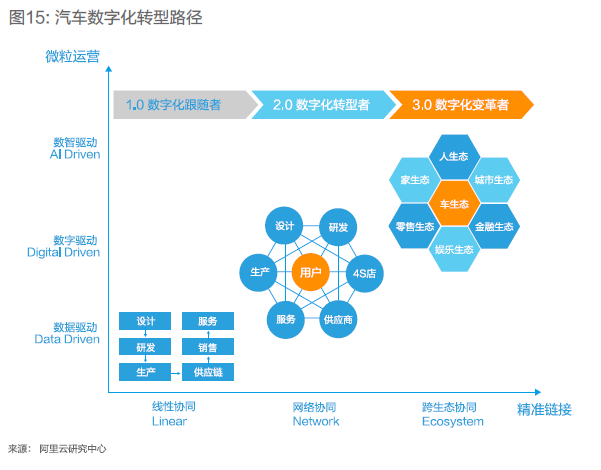 图15: 汽车数字化转型路径
微粒运营
1.0 数字化跟随者
2.0 数字化转型者
3.0 数字化变革者
数智驱动
AI Driven
数字驱动
Digital Driven
数据驱动
Data Driven
设计
研发
生产
供应链
销售
服务
设计
研发
生产
用户
4S店
服务
供应商
人生态
家生态
城市生态
车生态
零售生态
金融生态
娱乐生态
线性协同
Linear
网络协同
Network
跨生态协同
Ecosystem
精准链接
来源： 阿里云研究中心